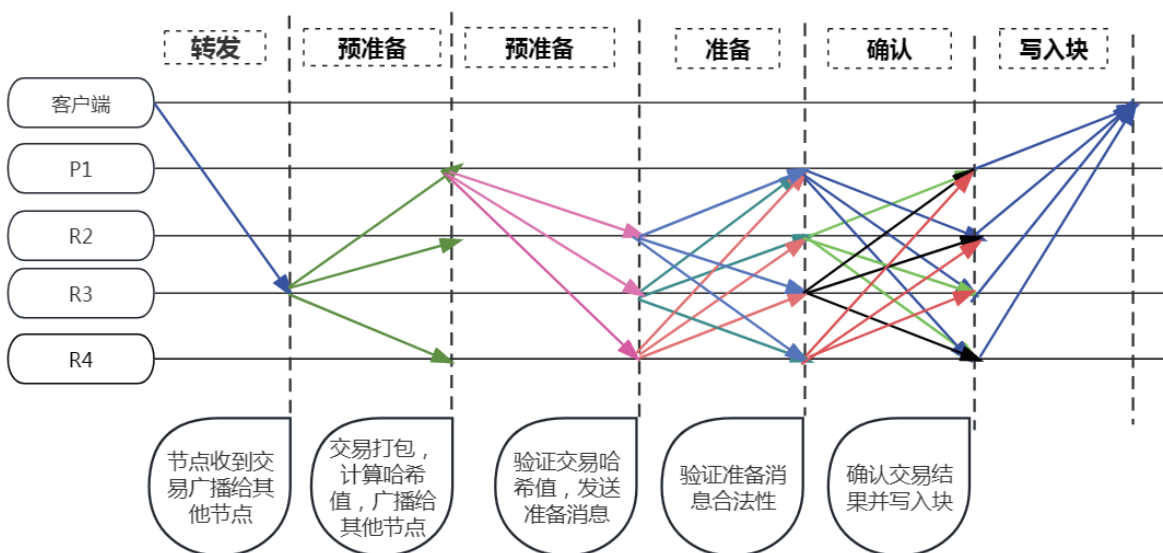 转发
预准备
预准备
准备
确认
写入块
客户端
P1
R2
R3
R4
节点收到交
易广播给其
他节点
交易打包，
计算哈希
值，广播给
其他节点
验证交易哈
希值，发送
准备消息
验证准备消
息合法性
确认交易结
果并写入块